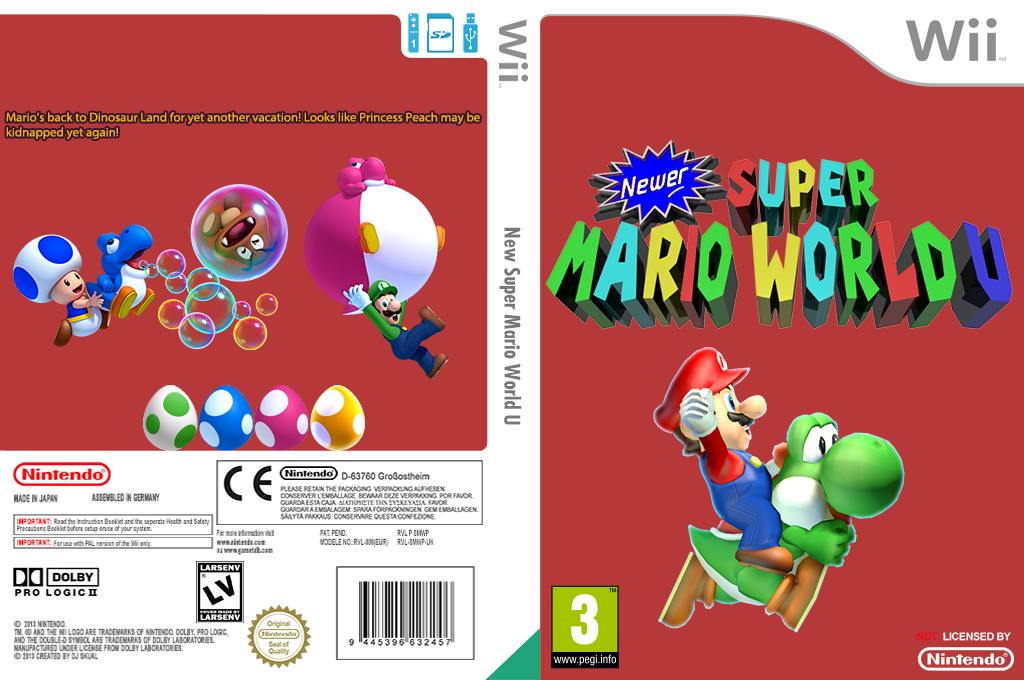 1
SD
Mario's back to Dinosaur Land for yet another vacation! Looks like Princess Peach may be
kidnapped yet again!
Nintendo
MADE IN JAPAN
ASSEMBLED IN GERMANY
IMPORTANT: Read the Instruction Booklet and the seperate Health and Safety
Precautions Booklet before setup or use of your system.
IMPORTANT: For use with PAL version of the Wii only.
CE
Nintendo D-63760 Großostheim
PLEASE RETAIN THE PACKAGING. VERPACKUNG AUFHEBEN.
CONSERVER L'EMBALLAGE. BEWAAR DEZE VERPAKKING. POR FAVOR.
GUARDA ESTA CAJA. ΔΙΑΤΗΡΗΣΤΕ ΤΗΝ ΣΥΣΚΕΥΑΣΙΑ. FAVOR
GUARDAR A EMBALAGEM. SPARA FÖRPACKNINGEN. GEM EMBALLAGEN.
SÄILYTÄ PAKKAUS. CONSERVARE QUESTA CONFEZIONE.
For more information visit
www.nintendo.com
ou www.gametdb.com
PAT. PEND. RVL P SMWP
MODELE NO.: RVL-006(EUR) RVL-SMWP-UK
DOLBY
PRO LOGIC II
LARSENV
LV
®
COVER MADE BY
LARSENV
Original
Nintendo
Seal of
Quality
9 445396 632457
© 2013 NINTENDO.
TM, ® AND THE WII LOGO ARE TRADEMARKS OF NINTENDO. DOLBY, PRO LOGIC,
AND THE DOUBLE-D SYMBOL ARE TRADEMARKS OF DOLBY LABORATORIES.
MANUFACTURED UNDER LICENSE FROM DOLBY LABORATORIES.
© 2013 CREATED BY DJ SKUAL
Wii
New Super Mario World U
Wii™
Newer
SUPER
MARIO WORLD U
M
3
™
www.pegi.info
NOT LICENSED BY
Nintendo®